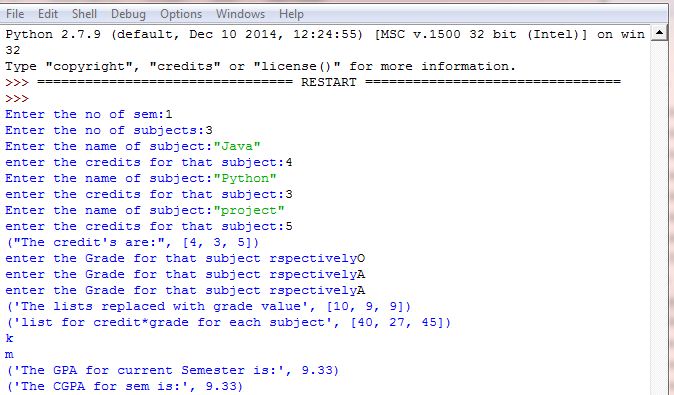 File Edit Shell Debug Options Windows Help
Python 2.7.9 (default, Dec 10 2014, 12:24:55) [MSC v.1500 32 bit (Intel)] on win
32
Type "copyright", "credits" or "license()" for more information.
>>> ================================ RESTART ================================
>>>
Enter the no of sem:1
Enter the no of subjects:3
Enter the name of subject:"Java"
enter the credits for that subject:4
Enter the name of subject:"Python"
enter the credits for that subject:3
Enter the name of subject:"project"
enter the credits for that subject:5
("The credit's are:", [4, 3, 5])
enter the Grade for that subject rspectivelyO
enter the Grade for that subject rspectivelyA
enter the Grade for that subject rspectivelyA
('The lists replaced with grade value', [10, 9, 9])
('list for credit*grade for each subject', [40, 27, 45])
k
m
('The GPA for current Semester is:', 9.33)
('The CGPA for sem is:', 9.33)